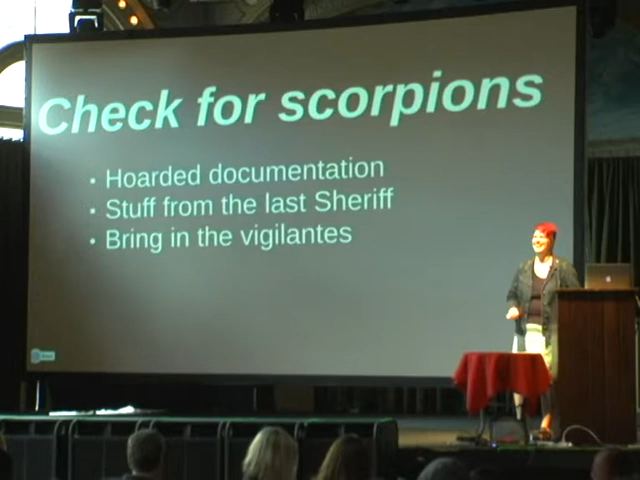 Check for scorpions
• Hoarded documentation
• Stuff from the last Sheriff
• Bring in the vigilantes